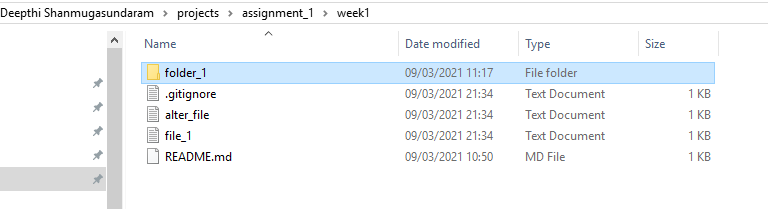 Deepthi Shanmugasundaram > projects > assignment_1 > week1
Name Date modified Type Size
folder_1 09/03/2021 11:17 File folder
.gitignore 09/03/2021 21:34 Text Document 1 KB
alter_file 09/03/2021 21:34 Text Document 1 KB
file_1 09/03/2021 21:34 Text Document 1 KB
README.md 09/03/2021 10:50 MD File 1 KB